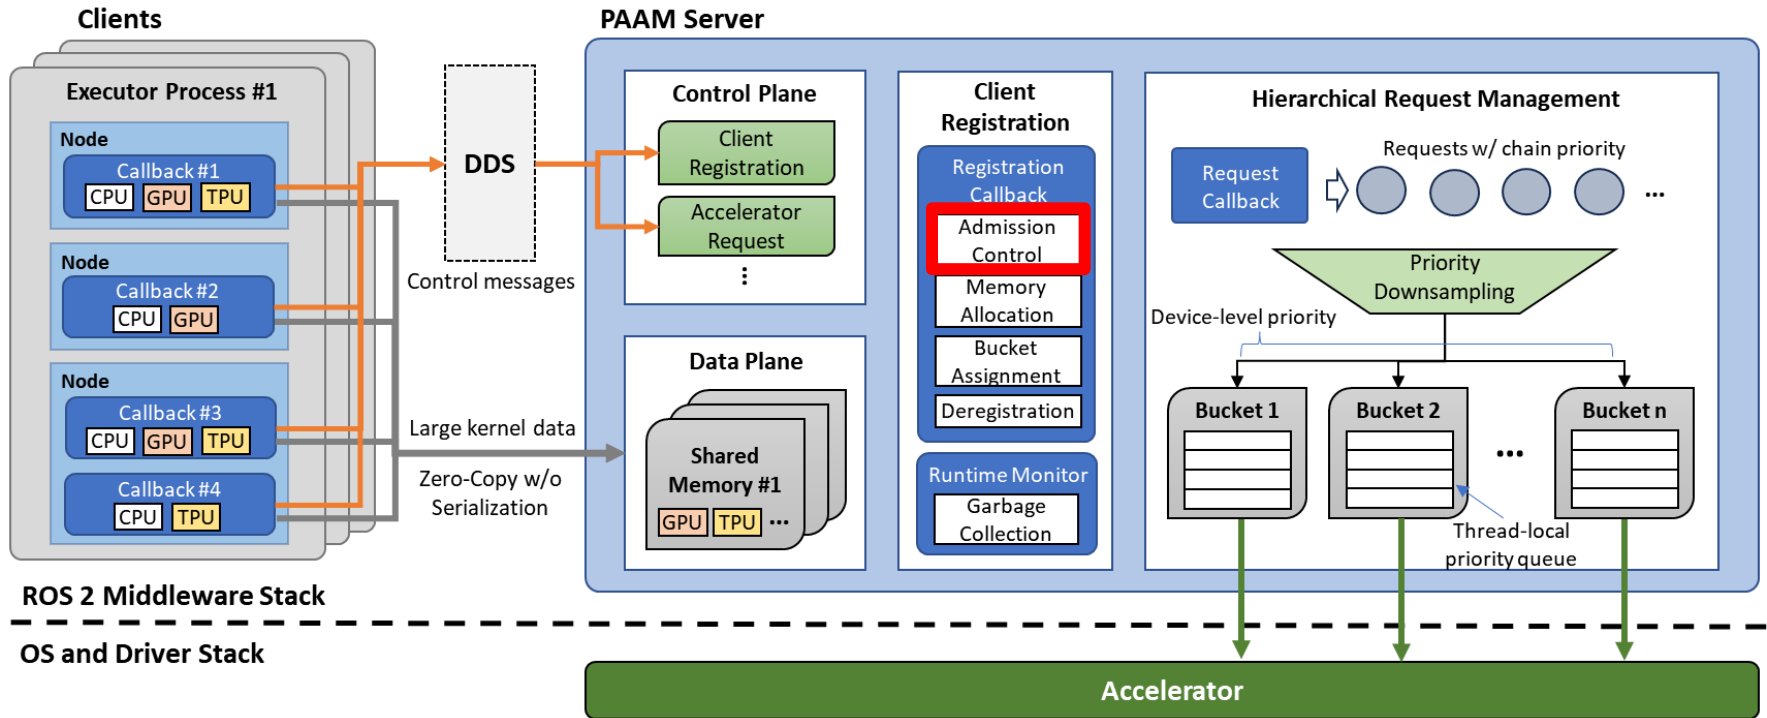 Clients
Executor Process #1
Node
Callback #1
CPU GPU TPU
Node
Callback #2
CPU GPU
Node
Callback #3
CPU GPU TPU
Callback #4
CPU TPU
DDS
Control messages
Large kernel data
Zero-Copy w/o
Serialization
PAAM Server
Control Plane
Client
Registration
Accelerator
Request
...
Data Plane
Shared
Memory #1
GPU TPU ...
Client
Registration
Registration
Callback
Admission
Control
Memory
Allocation
Bucket
Assignment
Deregistration
Runtime Monitor
Garbage
Collection
Hierarchical Request Management
Request
Callback
Requests w/ chain priority
...
Priority
Downsampling
Device-level priority
Bucket 1
Bucket 2
...
Bucket n
Thread-local
priority queue
ROS 2 Middleware Stack
OS and Driver Stack
Accelerator